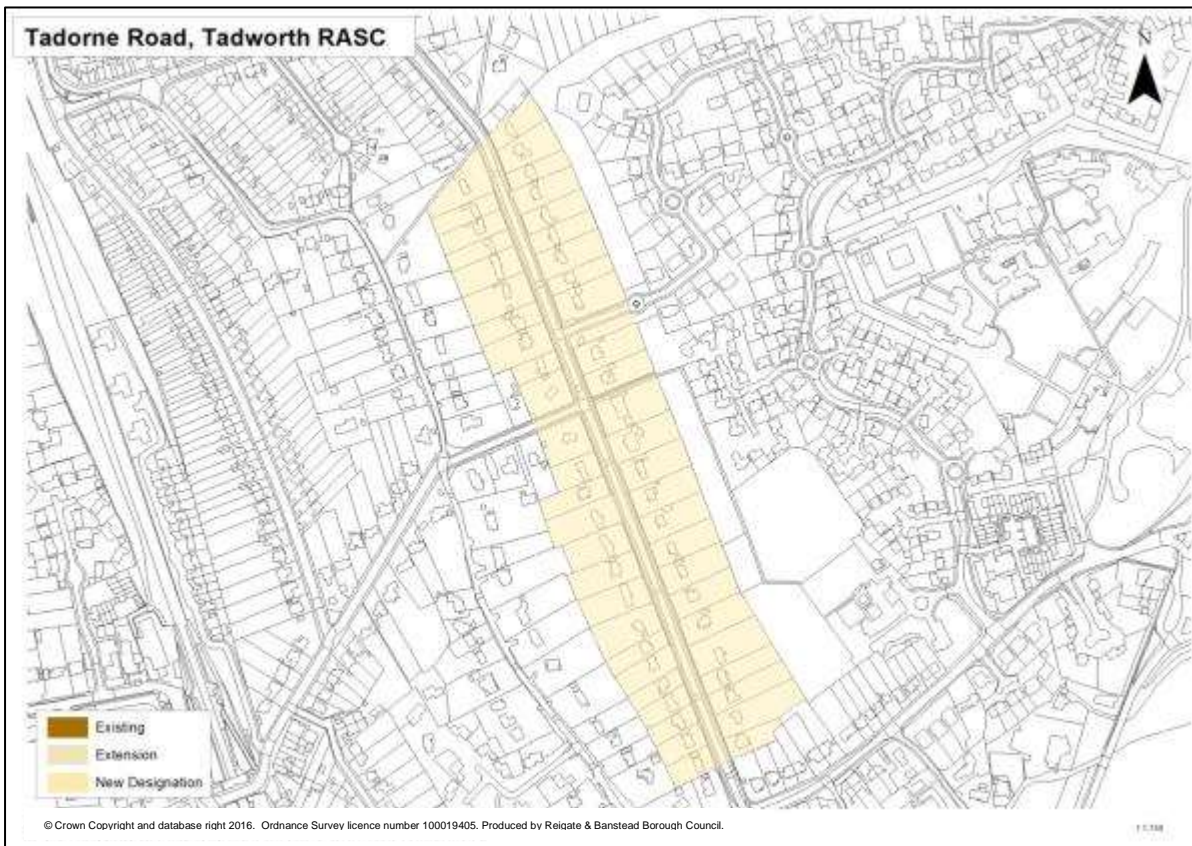 Tadorne Road, Tadworth RASC
N
Existing
Extension
New Designation
© Crown Copyright and database right 2016. Ordnance Survey licence number 100019405. Produced by Reigate & Banstead Borough Council.